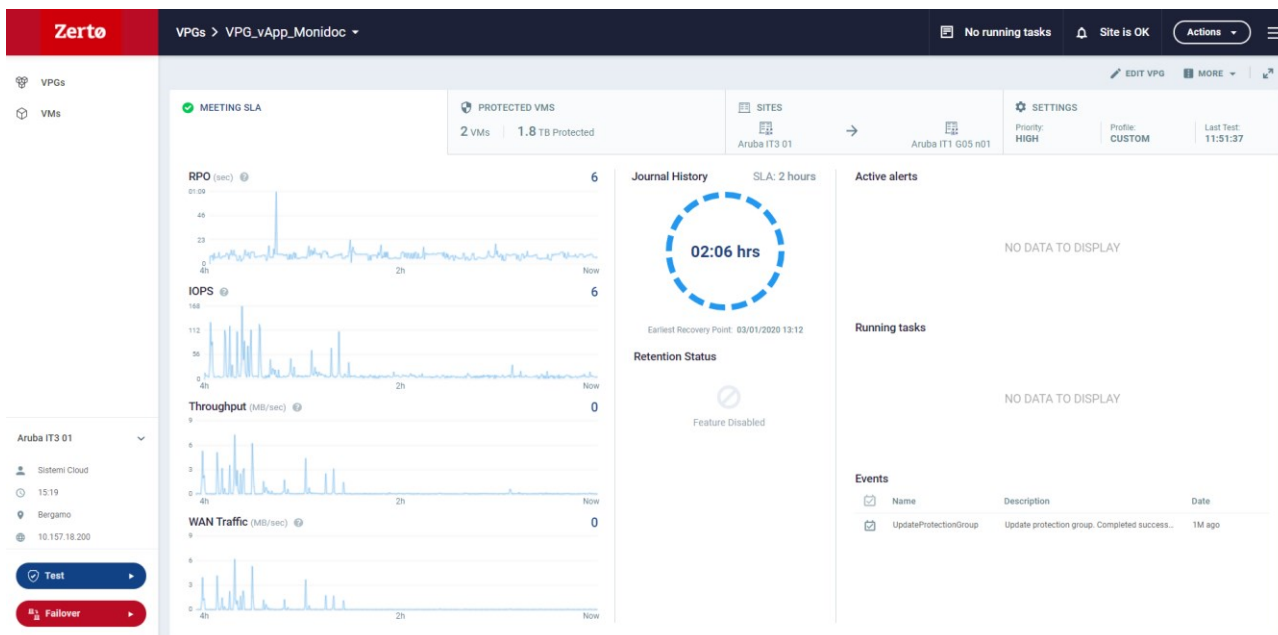 Zertø
VPGs > VPG_vApp_Monidoc
No running tasks
Site is OK
Actions
VPGs
VMs
EDIT VPG
MORE
MEETING SLA
PROTECTED VMS
2 VMs 1.8 TB Protected
SITES
Aruba IT3 01
Aruba IT1 G05 n01
SETTINGS
Priority:
HIGH
Profile:
CUSTOM
Last Test:
11:51:37
RPO (sec) ?
6
01:09
46
23
0
4h 2h Now
IOPS ?
6
168
112
56
0
4h 2h Now
Throughput (MB/sec) ?
0
9
6
3
0
4h 2h Now
WAN Traffic (MB/sec) ?
0
9
6
3
0
4h 2h Now
Journal History SLA: 2 hours
02:06 hrs
Earliest Recovery Point: 03/01/2020 13:12
Retention Status
Feature Disabled
Active alerts
NO DATA TO DISPLAY
Running tasks
NO DATA TO DISPLAY
Events
Name Description Date
UpdateProtectionGroup Update protection group. Completed success... 1M ago
Aruba IT3 01
Sistemi Cloud
15:19
Bergamo
10.157.18.200
Test
Failover